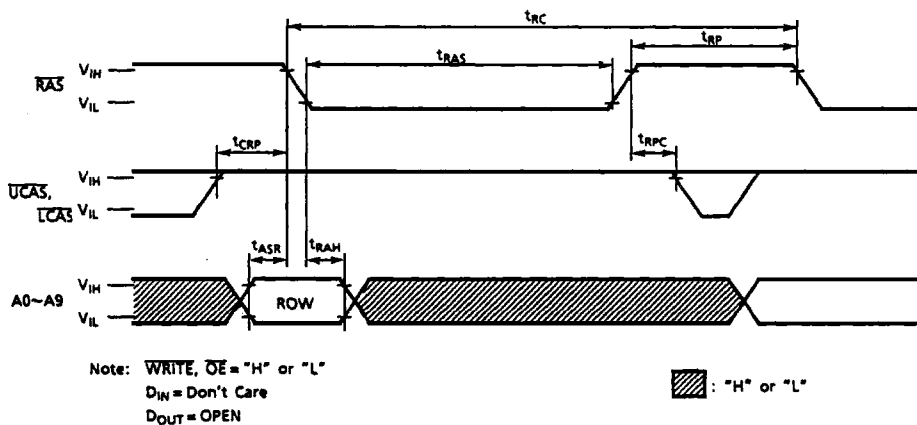 tRC
tRP
tRAS
RAS
VIH
VIL
tCRP
tRPC
UCAS,
LCAS
VIH
VIL
tASR
tRAH
A0~A9
VIH
VIL
ROW
Note: WRITE, OE = "H" or "L"
DIN = Don't Care
DOUT = OPEN
: "H" or "L"